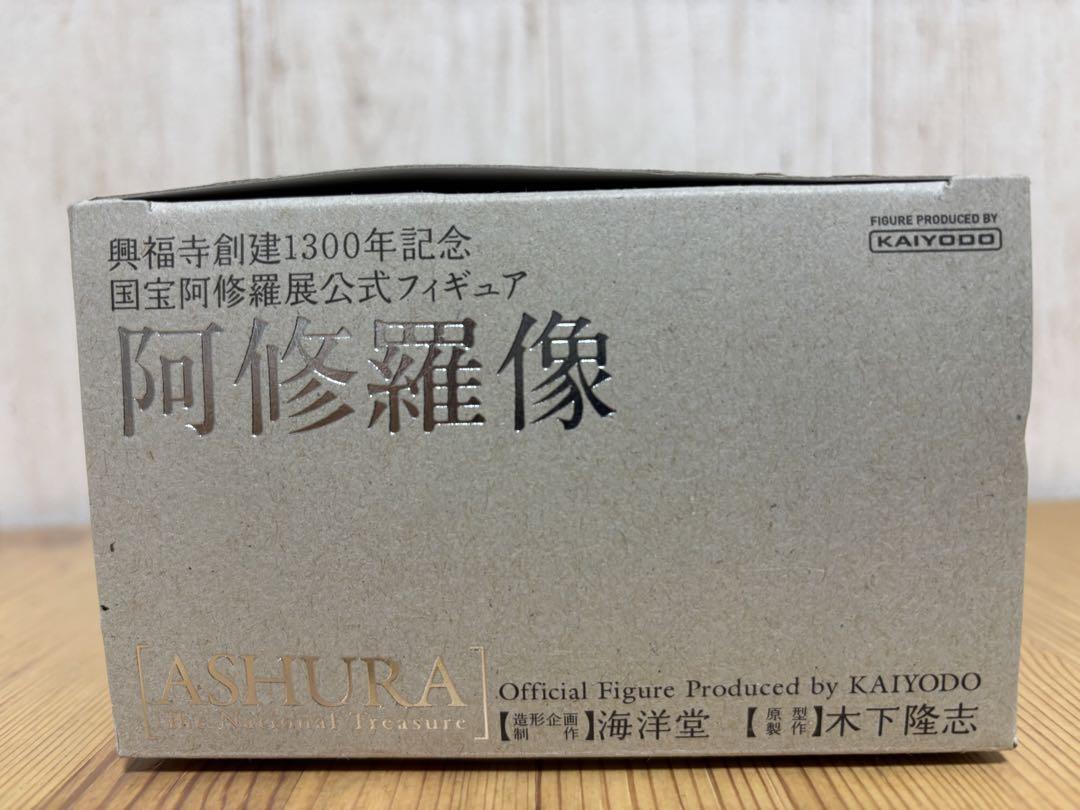 興福寺創建1300年記念
国宝阿修羅展公式フィギュア
阿修羅像
FIGURE PRODUCED BY
KAIYODO
[ASHURA
The National Treasure]
Official Figure Produced by KAIYODO
【造形企画制作】海洋堂 【原型製作】木下隆志